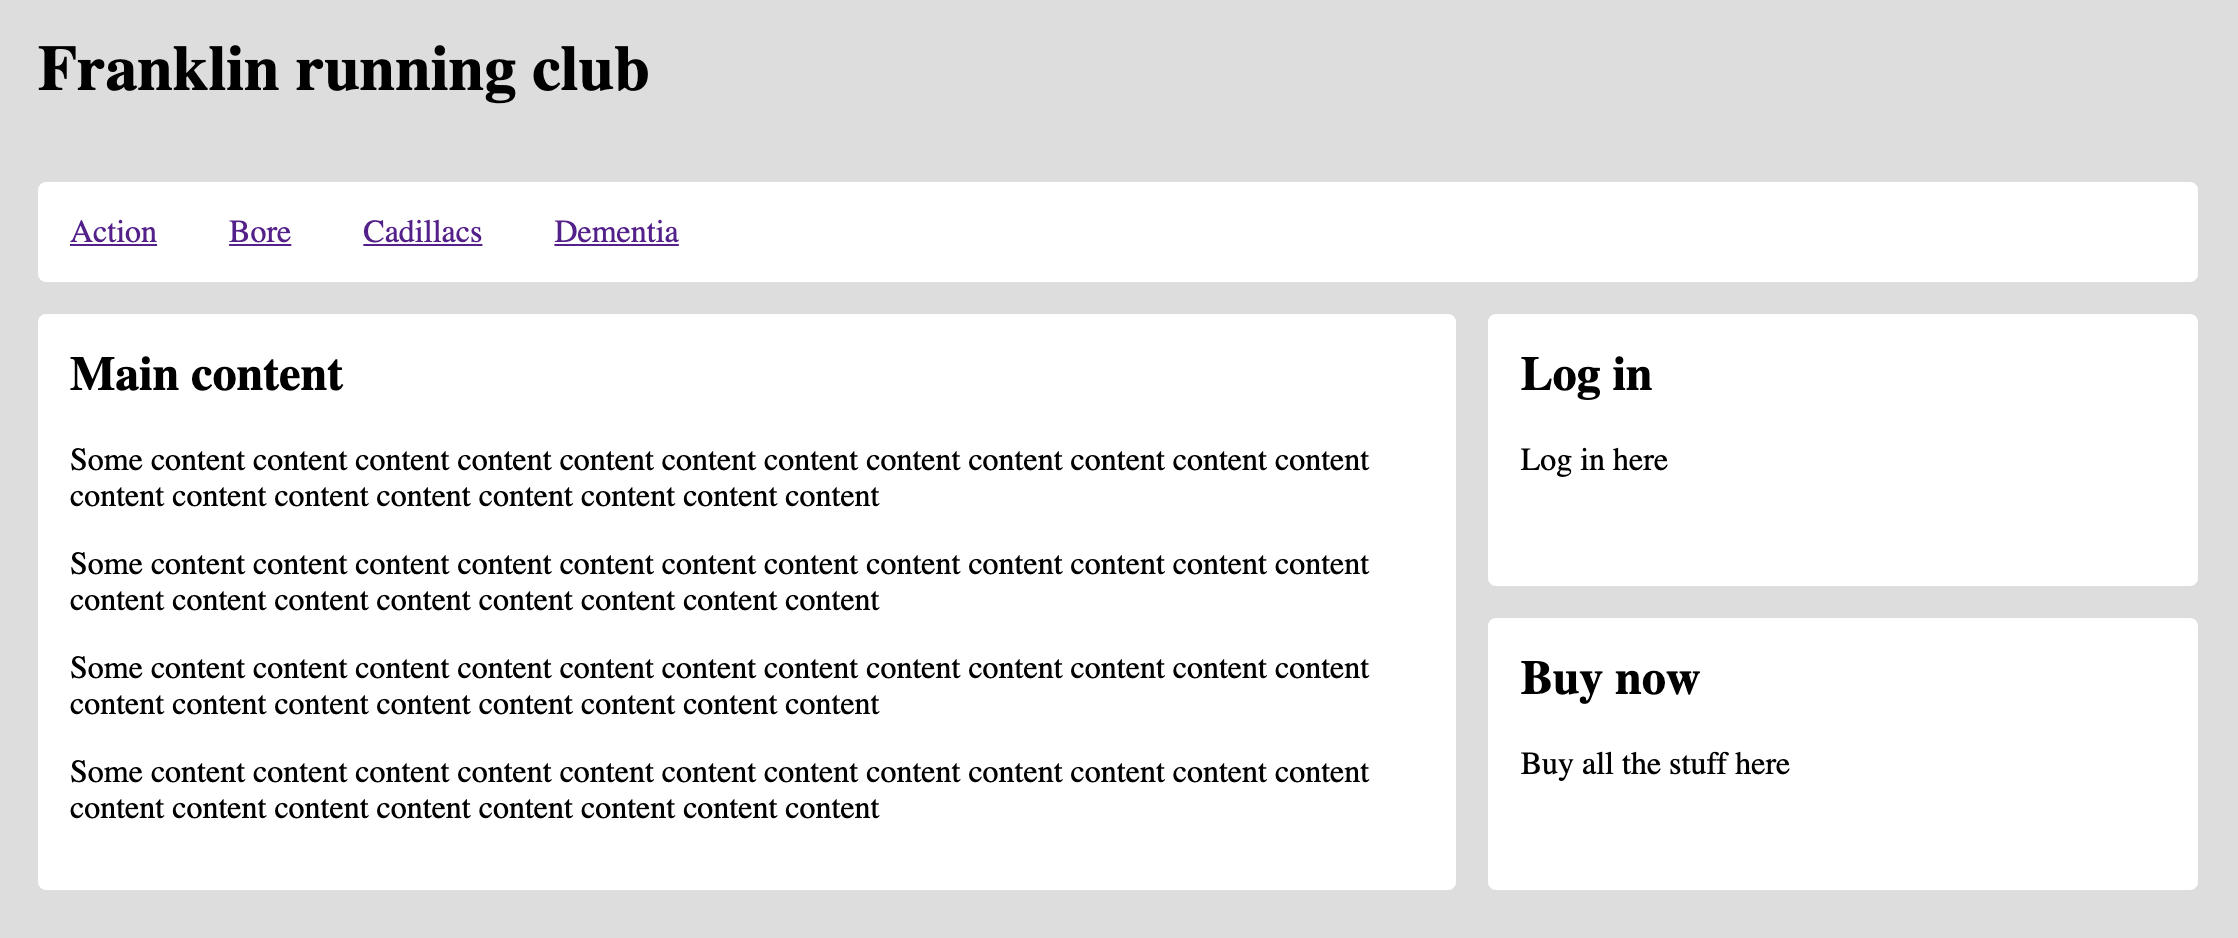 Franklin running club
Action Bore Cadillacs Dementia
Main content
Some content content content content content content content content content content content content
content content content content content content content content
Some content content content content content content content content content content content content
content content content content content content content content
Some content content content content content content content content content content content content
content content content content content content content content
Some content content content content content content content content content content content content
content content content content content content content content
Log in
Log in here
Buy now
Buy all the stuff here